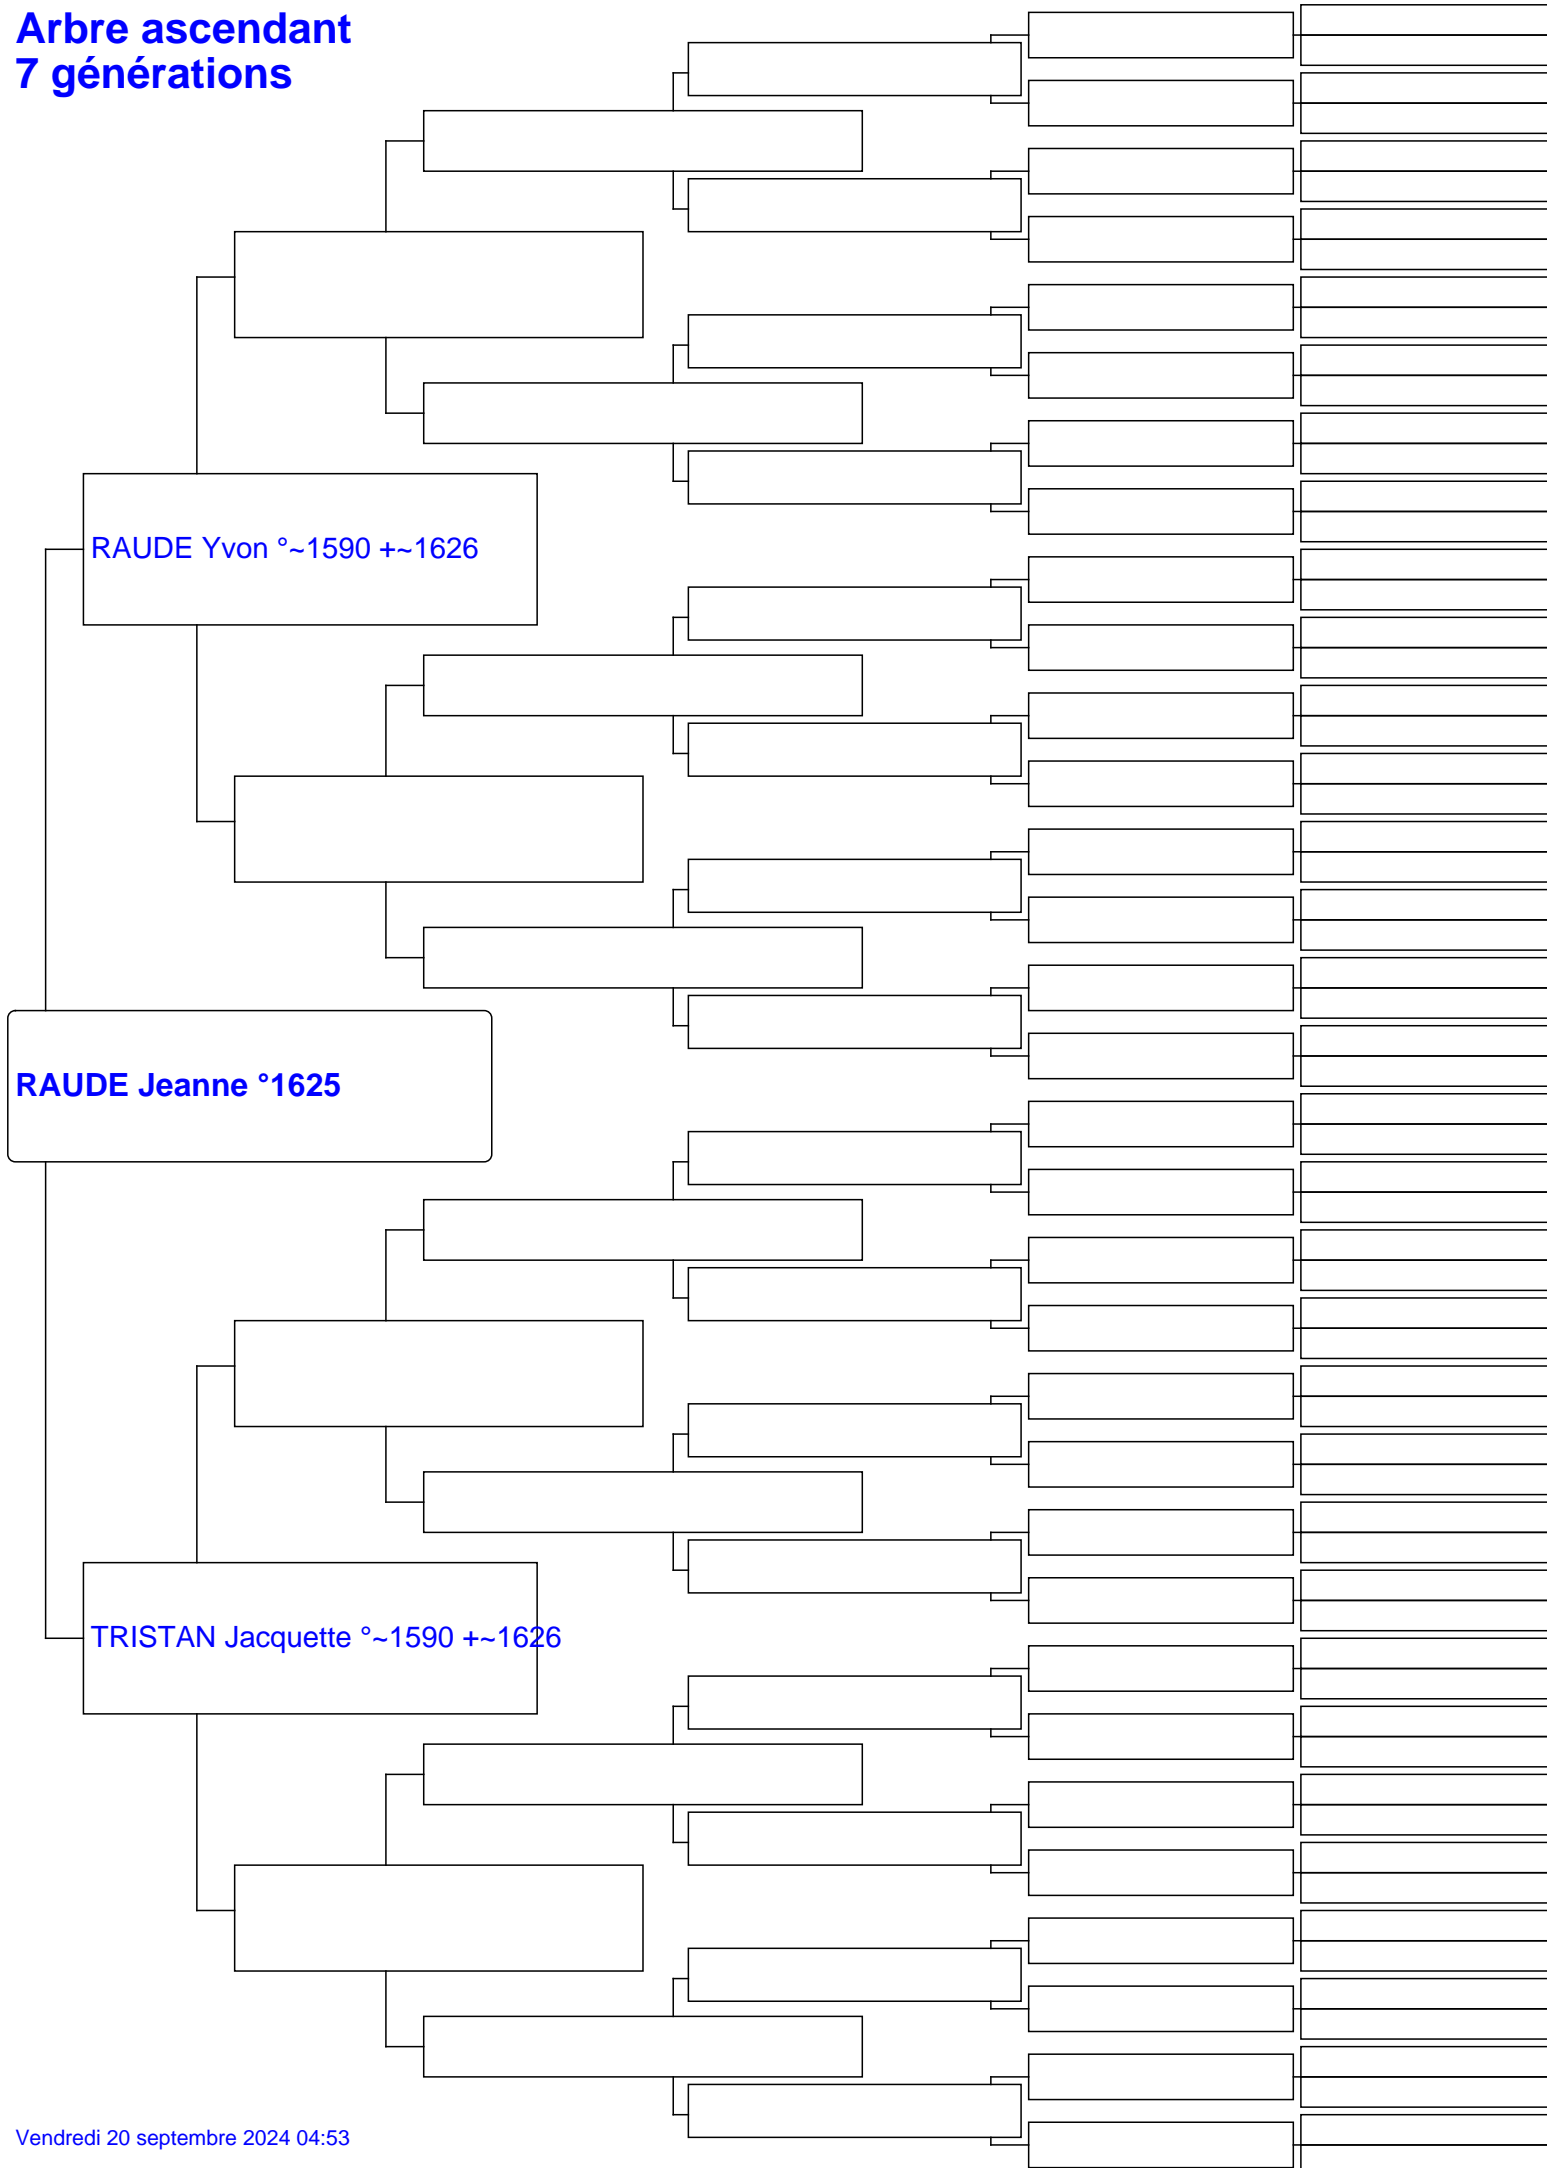 Arbre ascendant
7 générations
RAUDE Yvon °~1590 +~1626
RAUDE Jeanne °1625
TRISTAN Jacquette °~1590 +~1626
Vendredi 20 septembre 2024 04:53